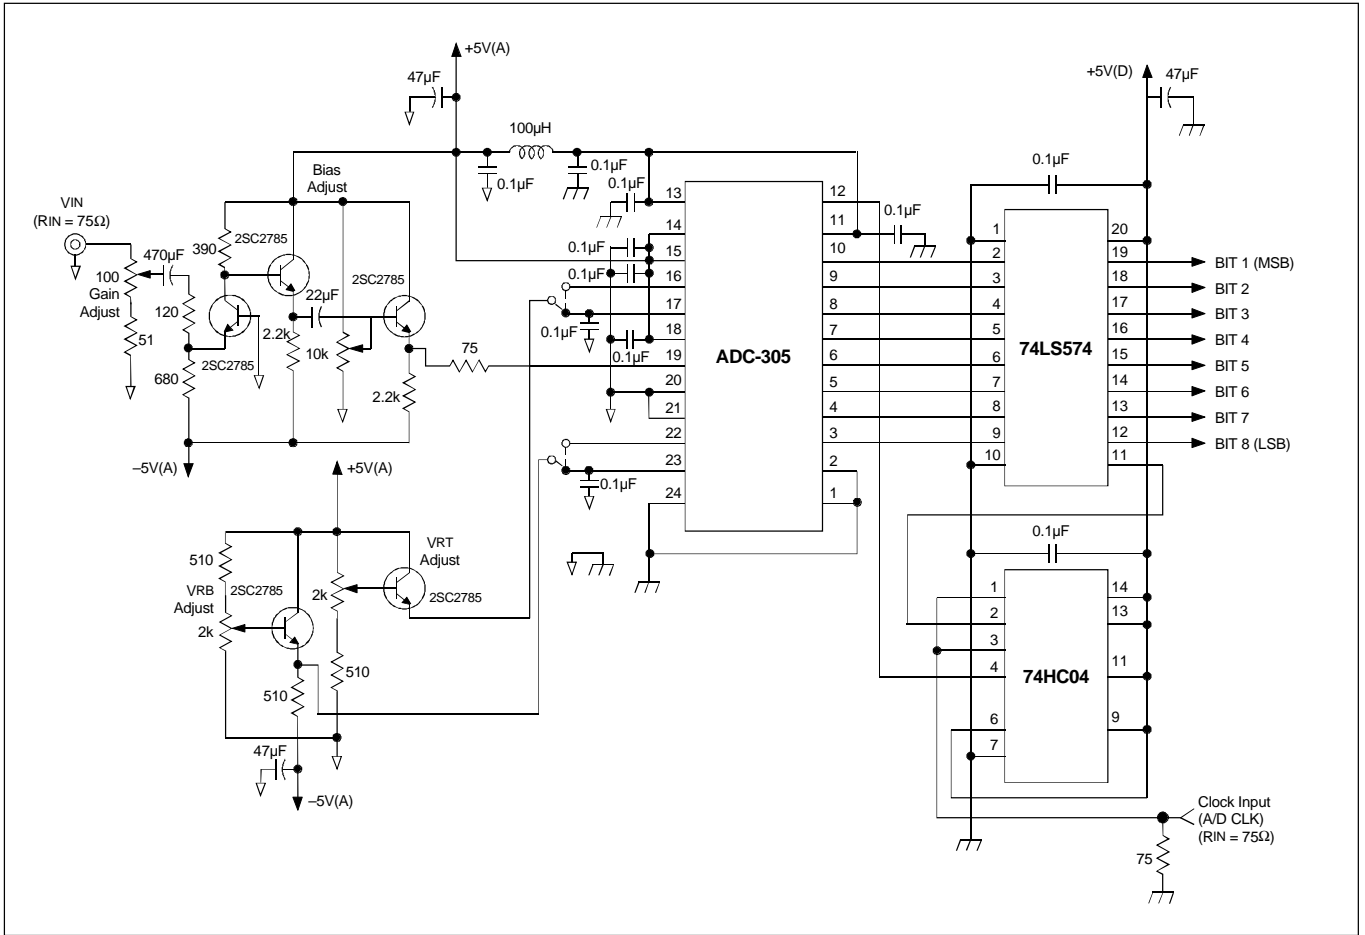 +5V(A)
47µF
100µH
0.1µF
0.1µF
0.1µF
Bias
Adjust
VIN
(RIN = 75Ω)
470µF
390
2SC2785
2SC2785
22µF
100
Gain
Adjust
120
51
2SC2785
2.2k
10k
680
75
2.2k
–5V(A)
0.1µF
0.1µF
0.1µF
0.1µF
0.1µF
13
14
15
16
17
18
19
20
21
22
23
24
ADC-305
12
11
10
9
8
7
6
5
4
3
2
1
0.1µF
+5V(D)
47µF
0.1µF
1
2
3
4
5
6
7
8
9
10
74LS574
20
19
18
17
16
15
14
13
12
11
BIT 1 (MSB)
BIT 2
BIT 3
BIT 4
BIT 5
BIT 6
BIT 7
BIT 8 (LSB)
+5V(A)
510
VRB
Adjust
2k
2SC2785
2k
VRT
Adjust
2SC2785
510
510
47µF
–5V(A)
0.1µF
1
2
3
4
6
7
74HC04
14
13
11
9
Clock Input
(A/D CLK)
(RIN = 75Ω)
75